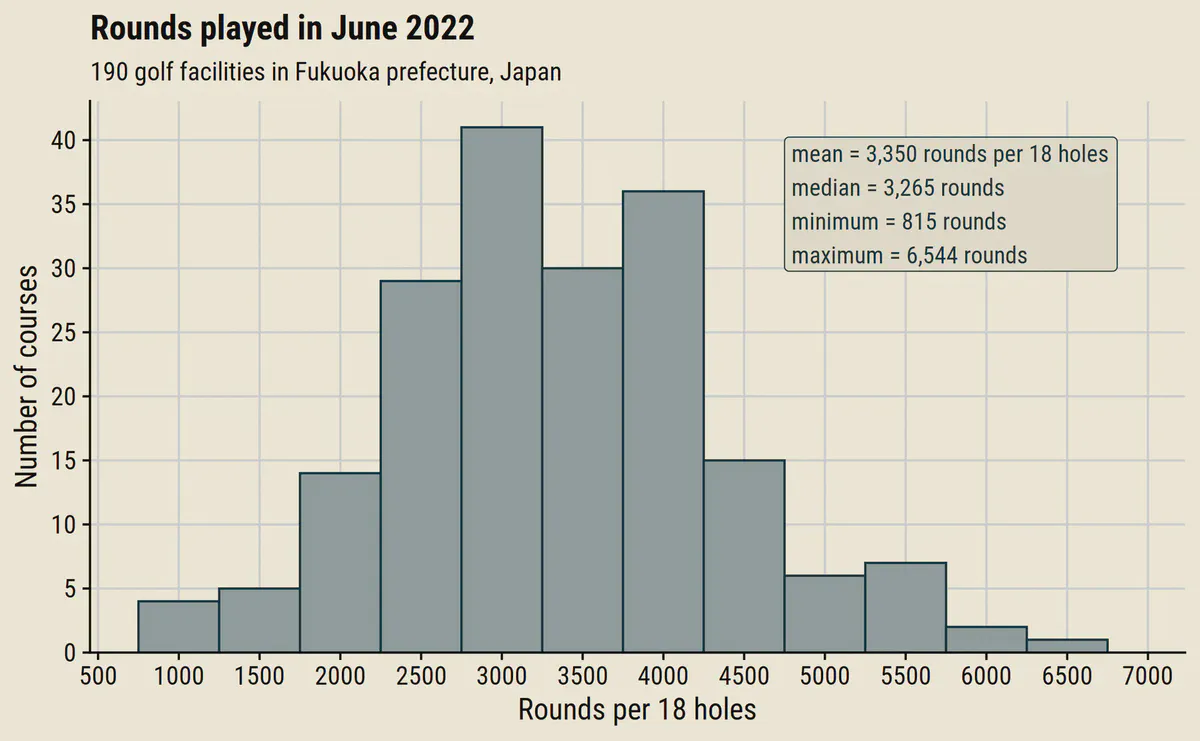 Rounds played in June 2022
190 golf facilities in Fukuoka prefecture, Japan
mean = 3,350 rounds per 18 holes
median = 3,265 rounds
minimum = 815 rounds
maximum = 6,544 rounds
Number of courses
40
35
30
25
20
15
10
5
0
500 1000 1500 2000 2500 3000 3500 4000 4500 5000 5500 6000 6500 7000
Rounds per 18 holes